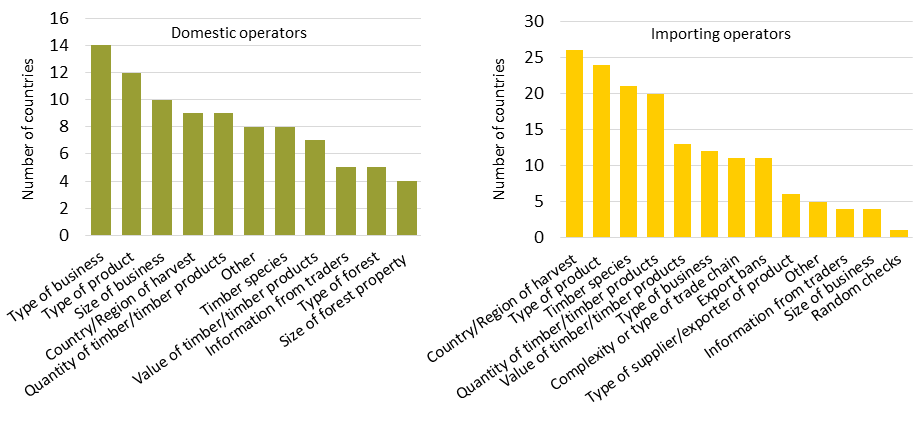 Domestic operators
Number of countries
16
14
12
10
8
6
4
2
0
Type of business
Type of product
Size of business
Country/Region of harvest
Quantity of timber/timber products
Other
Timber species
Value of timber/timber products
Information from traders
Type of forest
Size of forest property
Importing operators
Number of countries
30
25
20
15
10
5
0
Country/Region of harvest
Type of product
Timber species
Quantity of timber/timber products
Value of timber/timber products
Type of business
Complexity or type of trade chain
Export bans
Type of supplier/exporter of product
Other
Information from traders
Size of business
Random checks